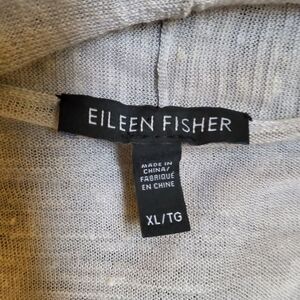 EILEEN FISHER
MADE IN
CHINA/
FABRIQUÉ
EN CHINE
XL/TG